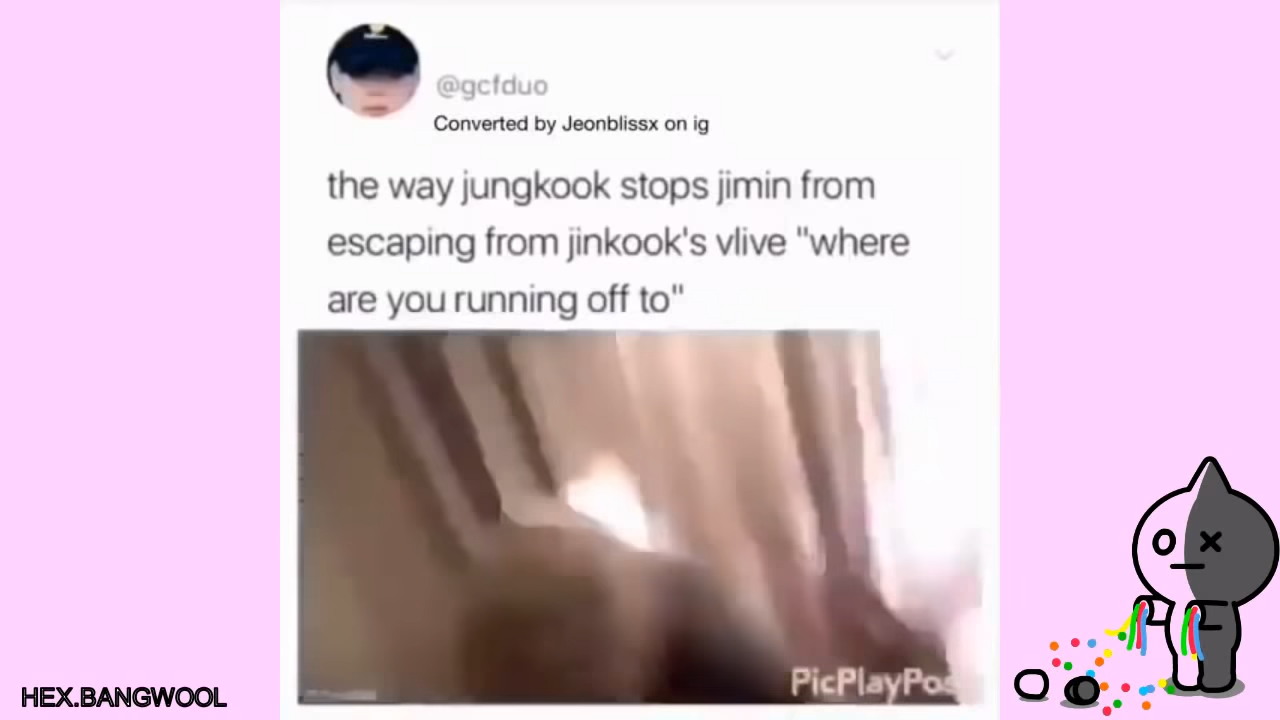 @gcfduo
Converted by Jeonblissx on ig
the way jungkook stops jimin from
escaping from jinkook's vlive "where
are you running off to"
PicPlayPos
HEX.BANGWOOL